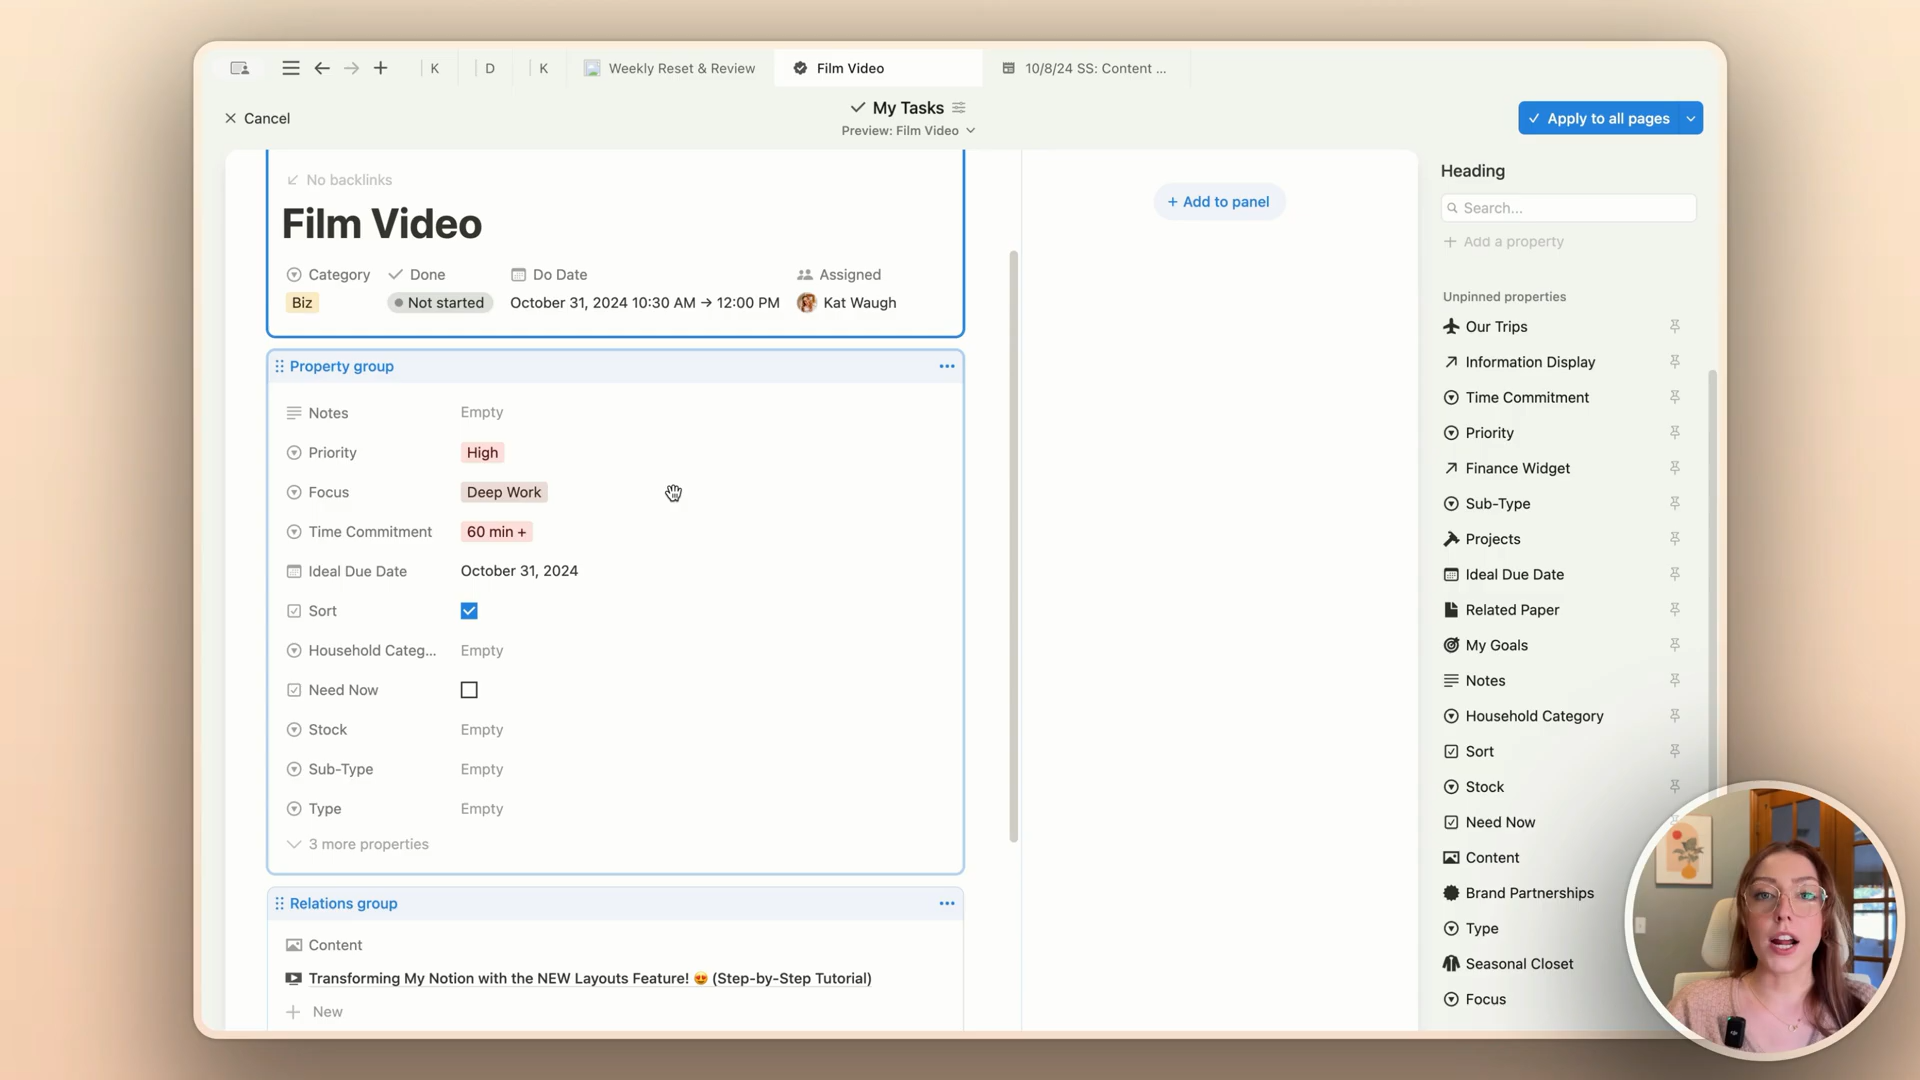 K
D
K
Weekly Reset & Review
Film Video
10/8/24 SS: Content ...
Cancel
My Tasks
Preview: Film Video
Apply to all pages
No backlinks
Film Video
Category
Done
Do Date
Assigned
Biz
Not started
October 31, 2024 10:30 AM → 12:00 PM
Kat Waugh
Property group
Notes
Empty
Priority
High
Focus
Deep Work
Time Commitment
60 min +
Ideal Due Date
October 31, 2024
Sort
Household Categ...
Empty
Need Now
Stock
Empty
Sub-Type
Empty
Type
Empty
3 more properties
Relations group
Content
Transforming My Notion with the NEW Layouts Feature! 😍 (Step-by-Step Tutorial)
New
+ Add to panel
Heading
Search...
Add a property
Unpinned properties
Our Trips
Information Display
Time Commitment
Priority
Finance Widget
Sub-Type
Projects
Ideal Due Date
Related Paper
My Goals
Notes
Household Category
Sort
Stock
Need Now
Content
Brand Partnerships
Type
Seasonal Closet
Focus